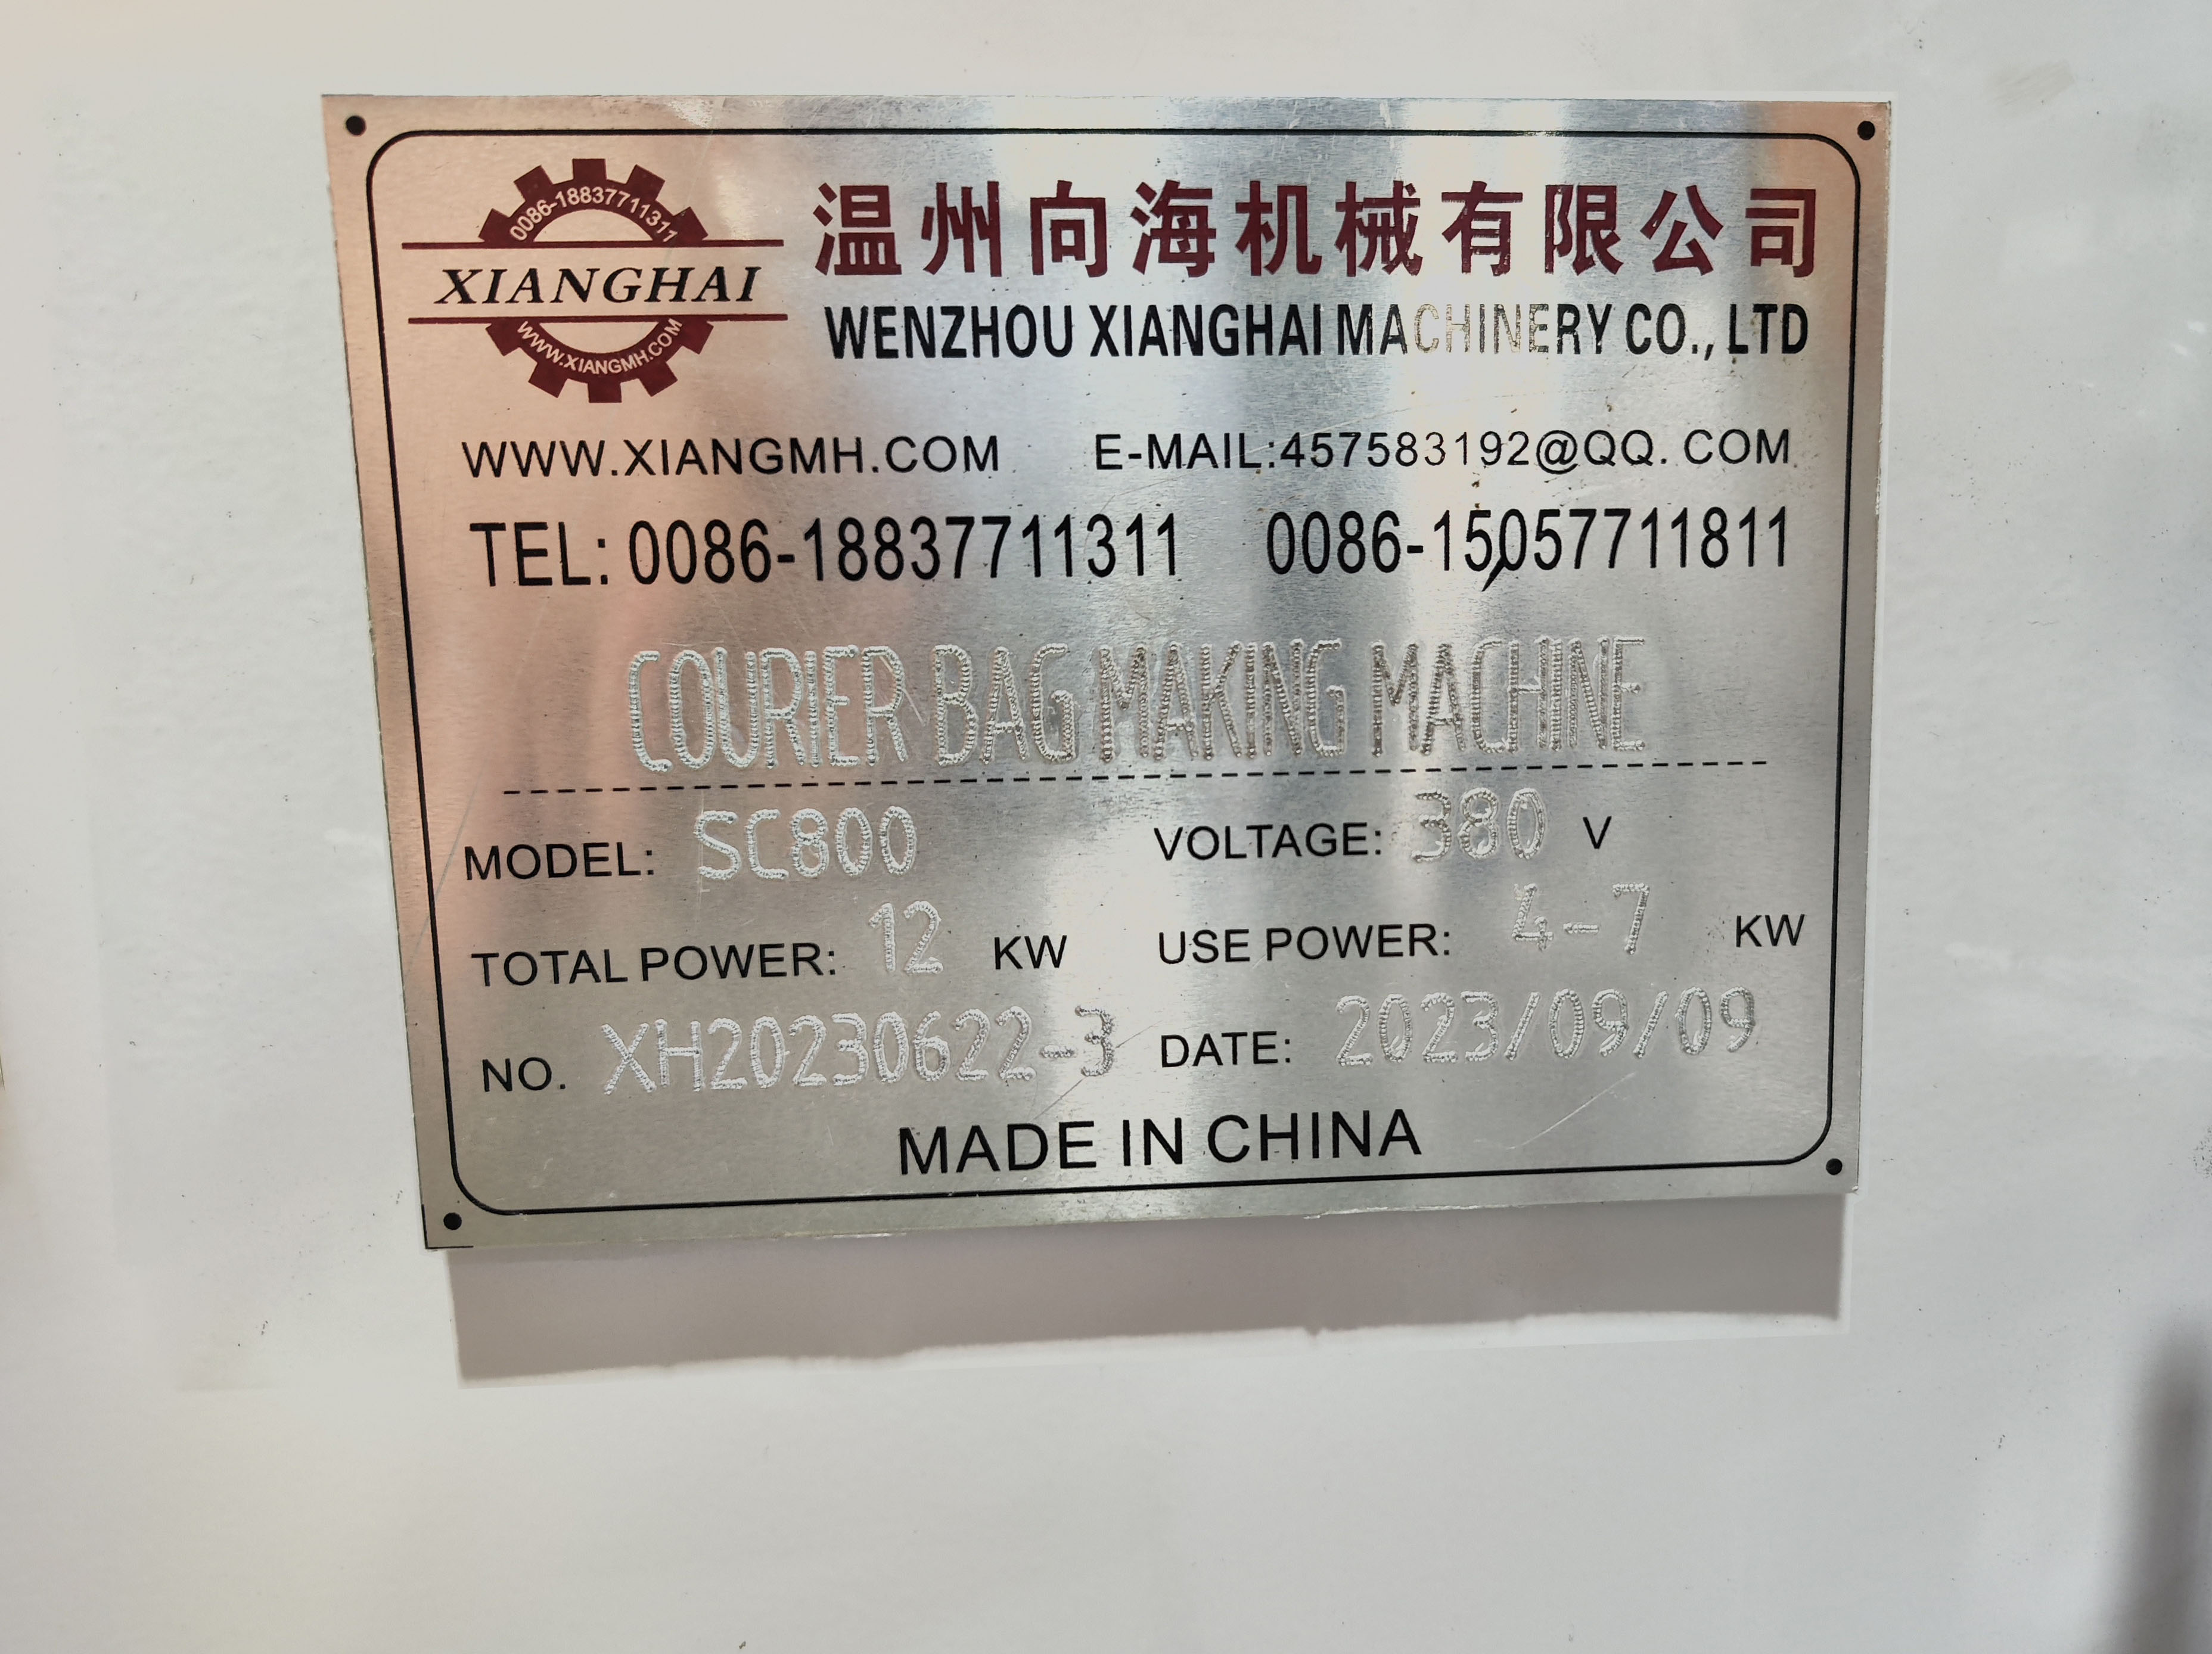 0086-18837711311
XIANGHAI
WWW.XIANGMH.COM
温州向海机械有限公司
WENZHOU XIANGHAI MACHINERY CO., LTD
WWW.XIANGMH.COM E-MAIL:457583192@QQ.COM
TEL: 0086-18837711311 0086-15057711811
COURIER BAG MAKING MACHINE
MODEL: SC800 VOLTAGE: 380 V
TOTAL POWER: 12 KW USE POWER: 4-7 KW
NO. XH20230622-3 DATE: 2023/09/09
MADE IN CHINA